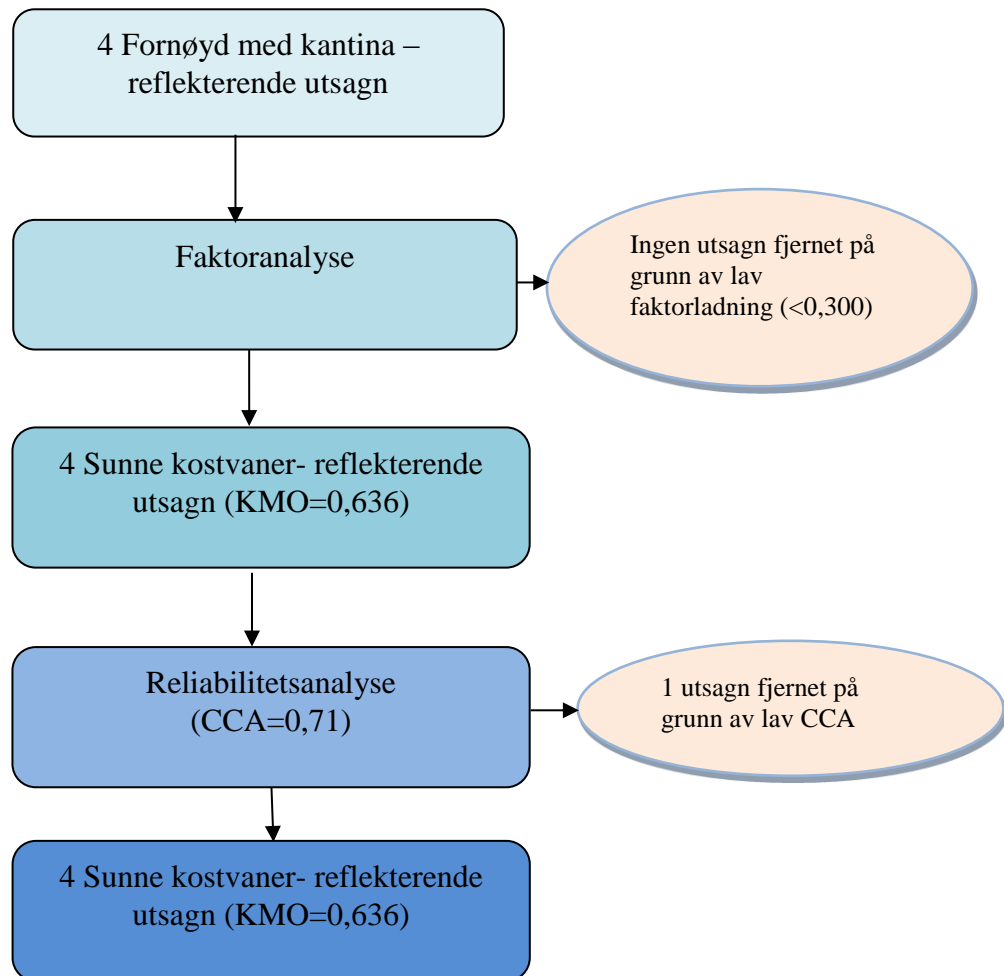 4 Fornøyd med kantina –
reflekterende utsagn
Faktoranalyse
Ingen utsagn fjernet på
grunn av lav
faktorladning (<0,300)
4 Sunne kostvaner- reflekterende
utsagn (KMO=0,636)
Reliabilitetsanalyse
(CCA=0,71)
1 utsagn fjernet på
grunn av lav CCA
4 Sunne kostvaner- reflekterende
utsagn (KMO=0,636)